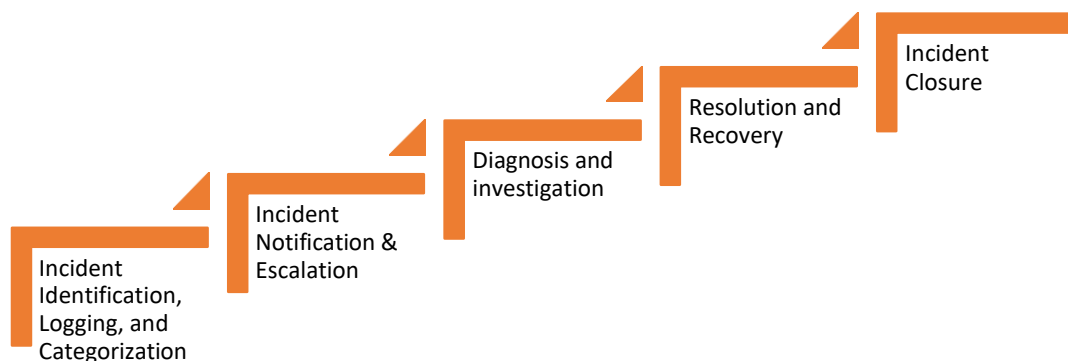 Incident
Identification,
Logging, and
Categorization
Incident
Notification &
Escalation
Diagnosis and
investigation
Resolution and
Recovery
Incident
Closure